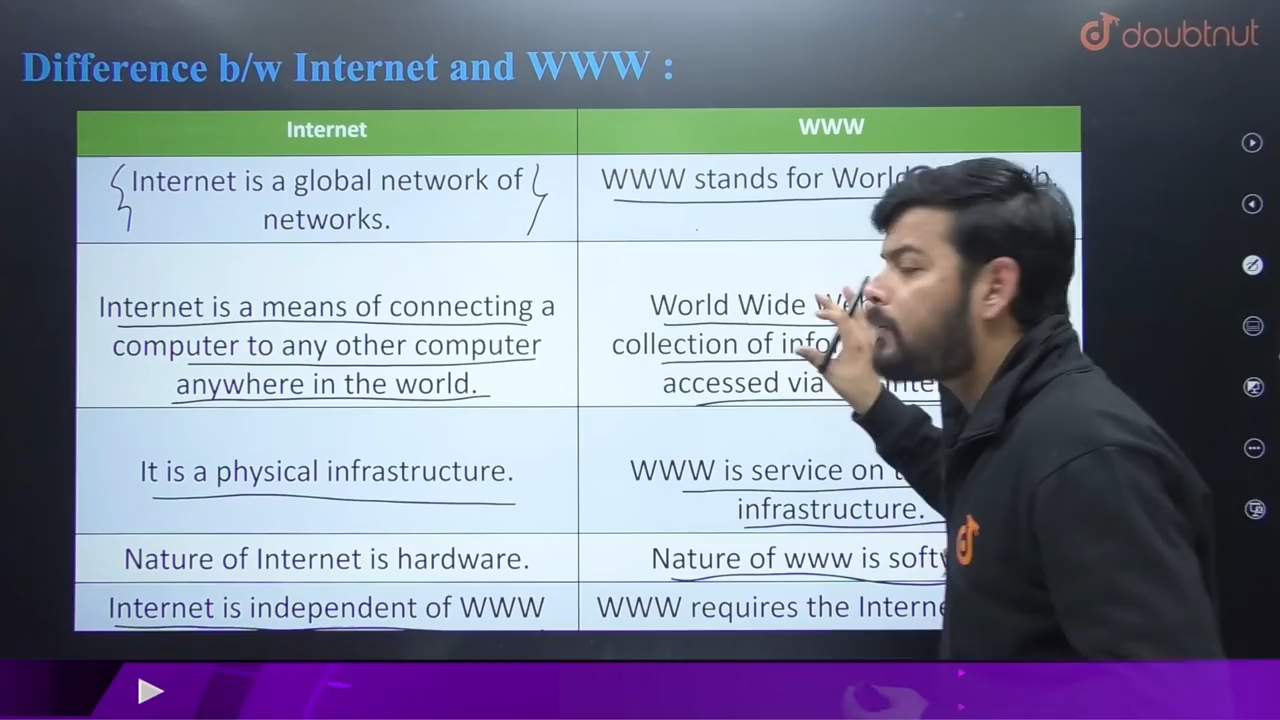 doubtnut
Difference b/w Internet and WWW :
Internet
WWW
Internet is a global network of
networks.
WWW stands for World
Internet is a means of connecting a
computer to any other computer
anywhere in the world.
World Wide
collection of
accessed via
It is a physical infrastructure.
WWW is service on
infrastructure.
Nature of Internet is hardware.
Nature of www is
Internet is independent of WWW
WWW requires the